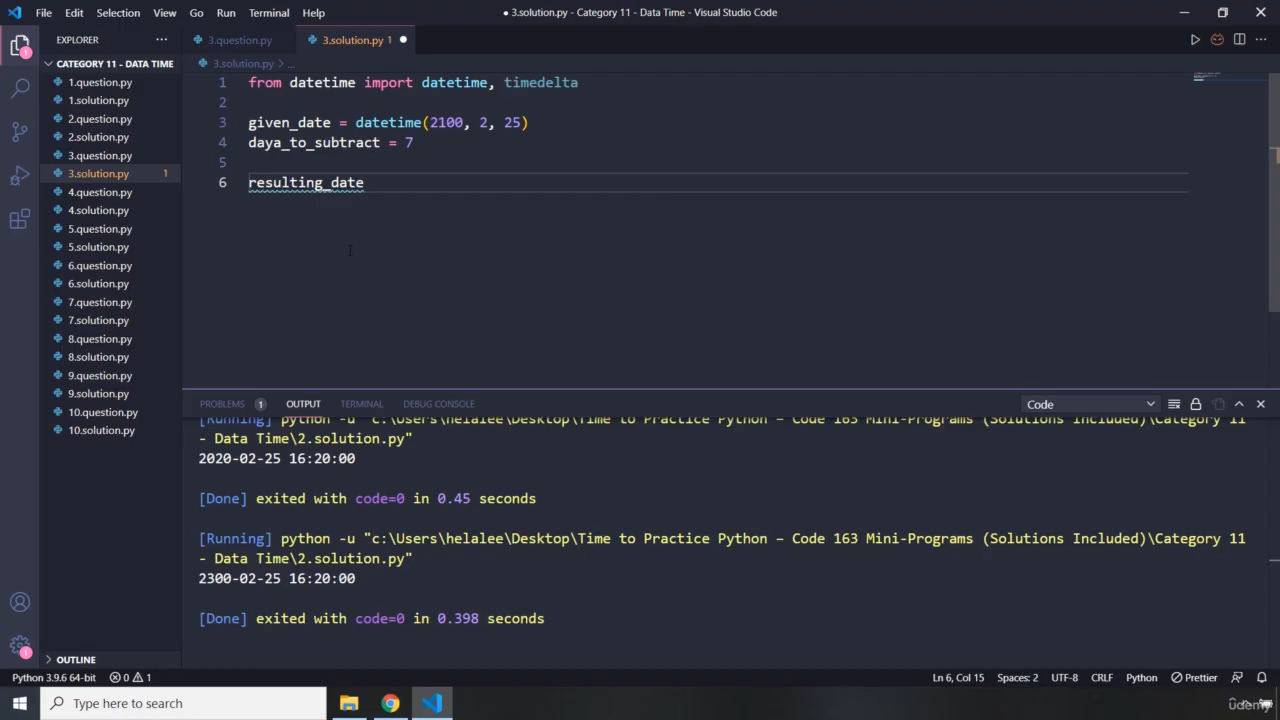 File Edit Selection View Go Run Terminal Help
● 3.solution.py - Category 11 - Data Time - Visual Studio Code
EXPLORER
3.question.py
3.solution.py 1
CATEGORY 11 - DATA TIME
1.question.py
1.solution.py
2.question.py
2.solution.py
3.question.py
3.solution.py 1
4.question.py
4.solution.py
5.question.py
5.solution.py
6.question.py
6.solution.py
7.question.py
7.solution.py
8.question.py
8.solution.py
9.question.py
9.solution.py
10.question.py
10.solution.py
OUTLINE
3.solution.py > ...
1 from datetime import datetime, timedelta
2
3 given_date = datetime(2100, 2, 25)
4 daya_to_subtract = 7
5
6 resulting_date
PROBLEMS 1 OUTPUT TERMINAL DEBUG CONSOLE
Code
[Running] python -u "c:\Users\helalee\Desktop\Time to Practice Python – Code 163 Mini-Programs (Solutions Included)\Category 11
- Data Time\2.solution.py"
2020-02-25 16:20:00
[Done] exited with code=0 in 0.45 seconds
[Running] python -u "c:\Users\helalee\Desktop\Time to Practice Python – Code 163 Mini-Programs (Solutions Included)\Category 11
- Data Time\2.solution.py"
2300-02-25 16:20:00
[Done] exited with code=0 in 0.398 seconds
Python 3.9.6 64-bit 0 1
Ln 6, Col 15 Spaces: 2 UTF-8 CRLF Python Prettier
Type here to search
udemy